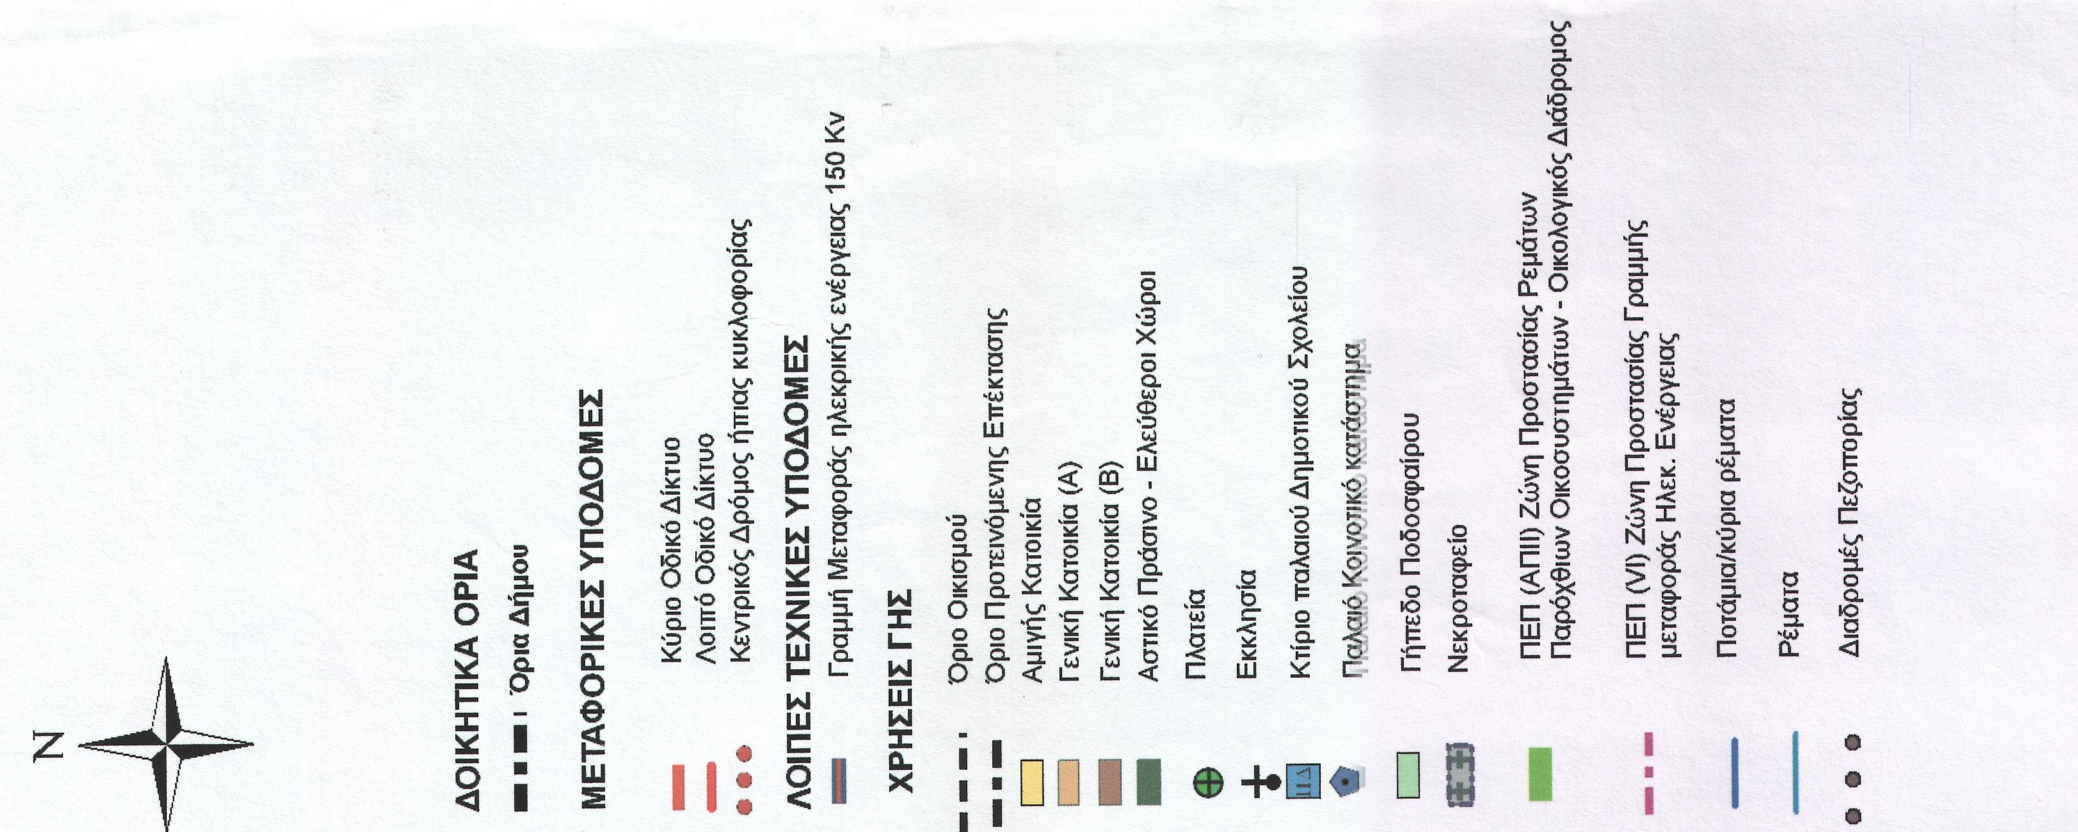 N
ΔΟΙΚΗΤΙΚΑ ΟΡΙΑ
Όρια Δήμου
ΜΕΤΑΦΟΡΙΚΕΣ ΥΠΟΔΟΜΕΣ
Κύριο Οδικό Δίκτυο
Λοιπό Οδικό Δίκτυο
Κεντρικός Δρόμος ήπιας κυκλοφορίας
ΛΟΙΠΕΣ ΤΕΧΝΙΚΕΣ ΥΠΟΔΟΜΕΣ
Γραμμή Μεταφοράς ηλεκρικής ενέργειας 150 Kv
ΧΡΗΣΕΙΣ ΓΗΣ
Όριο Οικισμού
Όριο Προτεινόμενης Επέκτασης
Αμιγής Κατοικία
Γενική Κατοικία (Α)
Γενική Κατοικία (Β)
Αστικό Πράσινο - Ελεύθεροι Χώροι
Πλατεία
Εκκλησία
Κτίριο παλαιού Δημοτικού Σχολείου
Παλαιό Κοινοτικό κατάστημα
Γήπεδο Ποδοσφαίρου
Νεκροταφείο
ΠΕΠ (ΑΠΙΙ) Ζώνη Προστασίας Ρεμάτων
Παρόχθιων Οικοσυστημάτων - Οικολογικός Διάδρομος
ΠΕΠ (VI) Ζώνη Προστασίας Γραμμής
μεταφοράς Ηλεκ. Ενέργειας
Ποτάμια/κύρια ρέματα
Ρέματα
Διαδρομές Πεζοπορίας